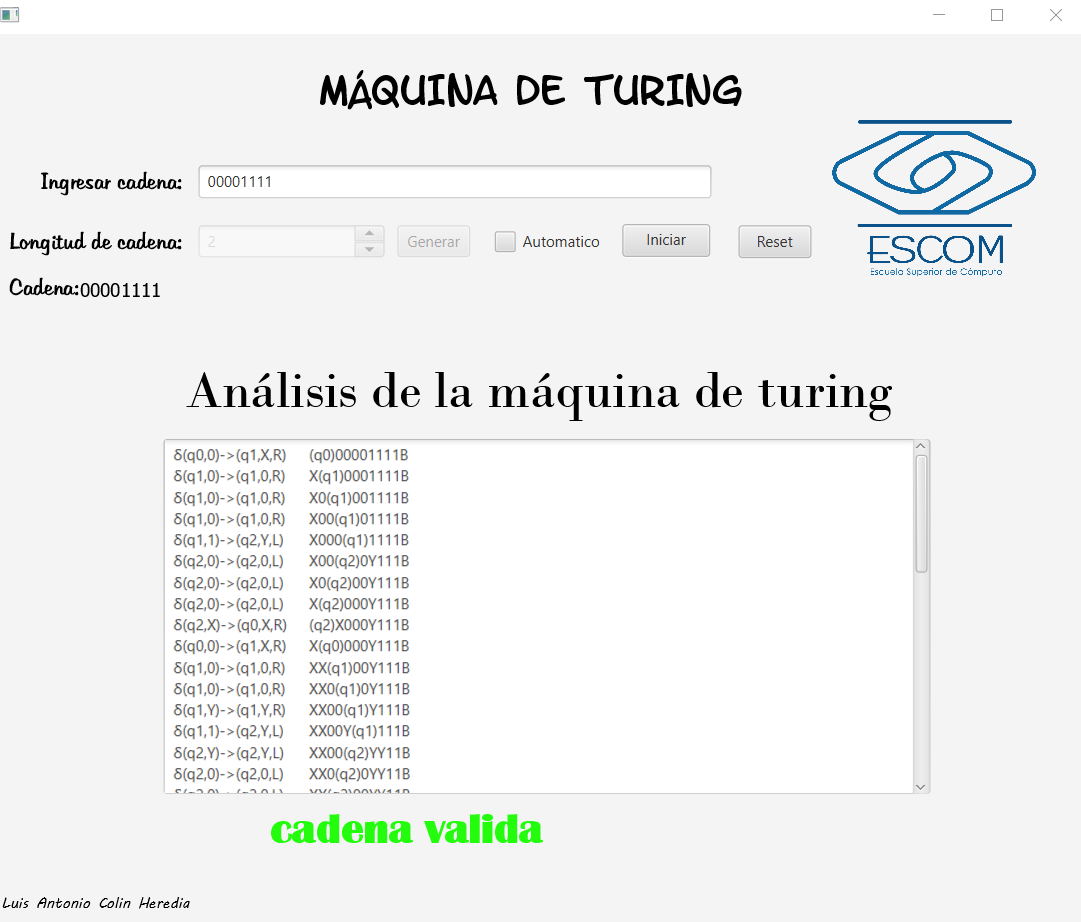 MÁQUINA DE TURING
Ingresar cadena: 00001111
Longitud de cadena: 2 Generar Automatico Iniciar Reset
ESCOM
Escuela Superior de Cómputo
Cadena:00001111
Análisis de la máquina de turing
δ(q0,0)->(q1,X,R) (q0)00001111B
δ(q1,0)->(q1,0,R) X(q1)0001111B
δ(q1,0)->(q1,0,R) X0(q1)001111B
δ(q1,0)->(q1,0,R) X00(q1)01111B
δ(q1,1)->(q2,Y,L) X000(q1)1111B
δ(q2,0)->(q2,0,L) X00(q2)0Y111B
δ(q2,0)->(q2,0,L) X0(q2)00Y111B
δ(q2,0)->(q2,0,L) X(q2)000Y111B
δ(q2,X)->(q0,X,R) (q2)X000Y111B
δ(q0,0)->(q1,X,R) X(q0)000Y111B
δ(q1,0)->(q1,0,R) XX(q1)00Y111B
δ(q1,0)->(q1,0,R) XX0(q1)0Y111B
δ(q1,Y)->(q1,Y,R) XX00(q1)Y111B
δ(q1,1)->(q2,Y,L) XX00Y(q1)111B
δ(q2,Y)->(q2,Y,L) XX00(q2)YY11B
δ(q2,0)->(q2,0,L) XX0(q2)0YY11B
cadena valida
Luis Antonio Colin Heredia